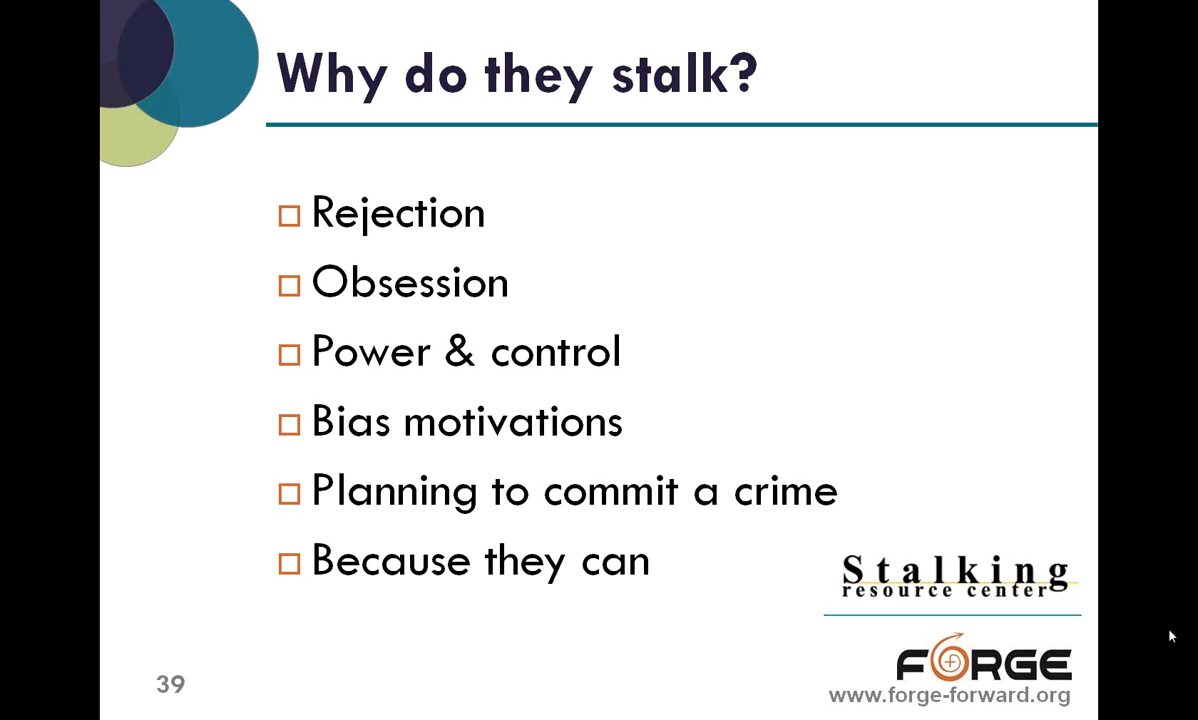 Why do they stalk?
Rejection
Obsession
Power & control
Bias motivations
Planning to commit a crime
Because they can
Stalking
resource center
FORGE
www.forge-forward.org
39